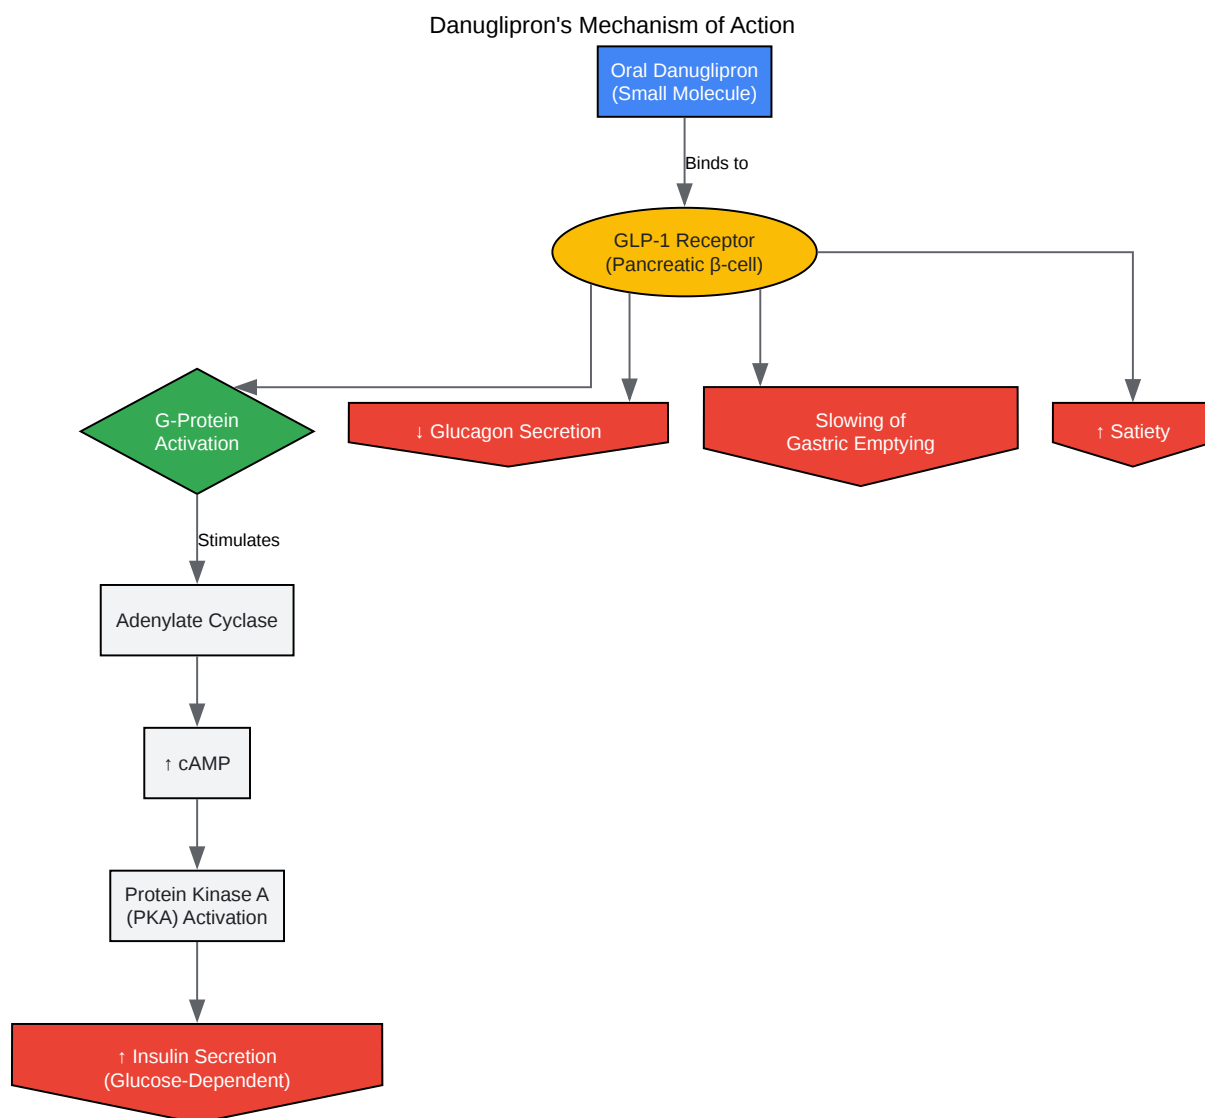 Danuglipron's Mechanism of Action
Oral Danuglipron
(Small Molecule)
Binds to
GLP-1 Receptor
(Pancreatic β-cell)
G-Protein
Activation
↓ Glucagon Secretion
Slowing of
Gastric Emptying
↑ Satiety
Stimulates
Adenylate Cyclase
↑ cAMP
Protein Kinase A
(PKA) Activation
↑ Insulin Secretion
(Glucose-Dependent)